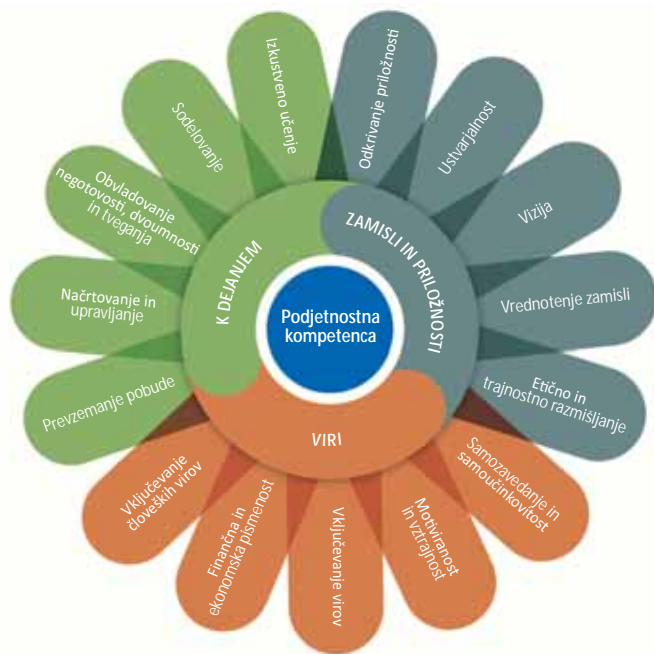 Podjetnostna
kompetenca
ZAMISLI IN PRILOŽNOSTI
Odkrivanje priložnosti
Ustvarjalnost
Vizija
Vrednotenje zamisli
Etično in
trajnostno razmišljanje
VIRI
Samozavedanje in
samoučinkovitost
Motiviranost
in vztrajnost
Vključevanje virov
Finančna in
ekonomska pismenost
Vključevanje
človeških virov
K DEJANJEM
Prevzemanje pobude
Načrtovanje in
upravljanje
Obvladovanje
negotovosti, dvoumnosti
in tveganja
Sodelovanje
Izkustveno učenje